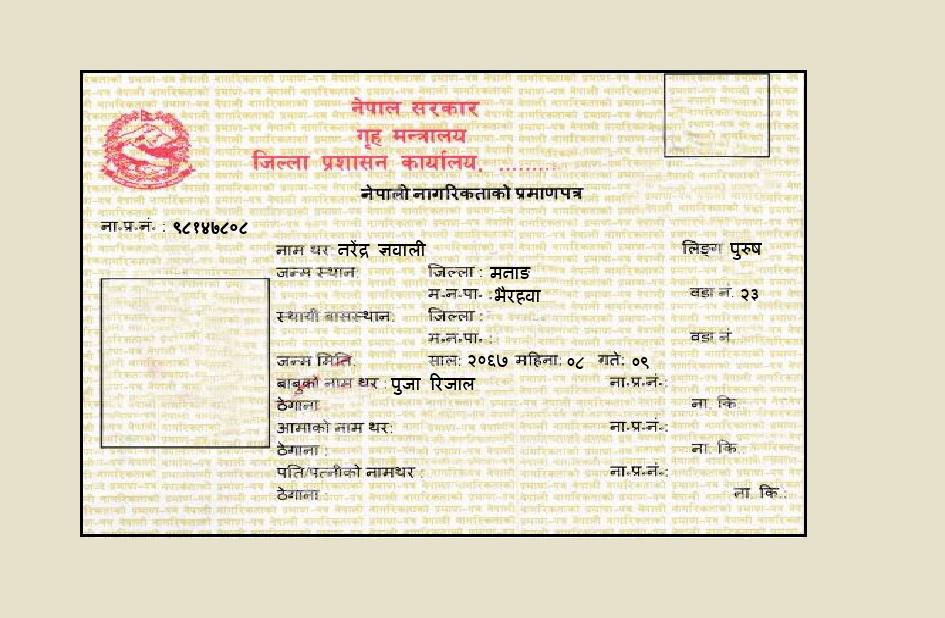 नेपाल सरकार
गृह मन्त्रालय
जिल्ला प्रशासन कार्यालय, .........
नेपाली नागरिकताको प्रमाणपत्र
ना.प्र.नं. : ९८१४७८०८
नाम थर: नरेंद्र ज्ञवाली लिङ्ग पुरुष
जन्म स्थान: जिल्ला : मनाङ
म.न.पा. : भैरहवा वडा नं. २३
स्थायी बासस्थान: जिल्ला :
म.न.पा. : वडा नं
जन्म मिति: साल: २०६७ महिना: ०८ गते: ०९
बाबुको नाम थर : पुजा रिजाल ना.प्र.नं.:
ठेगाना ना. कि.
आमाको नाम थर: ना.प्र.नं.:
ठेगाना : ना. कि.
पति/पत्नीको नामथर : ना.प्र.नं.:
ठेगाना : ना. कि.: